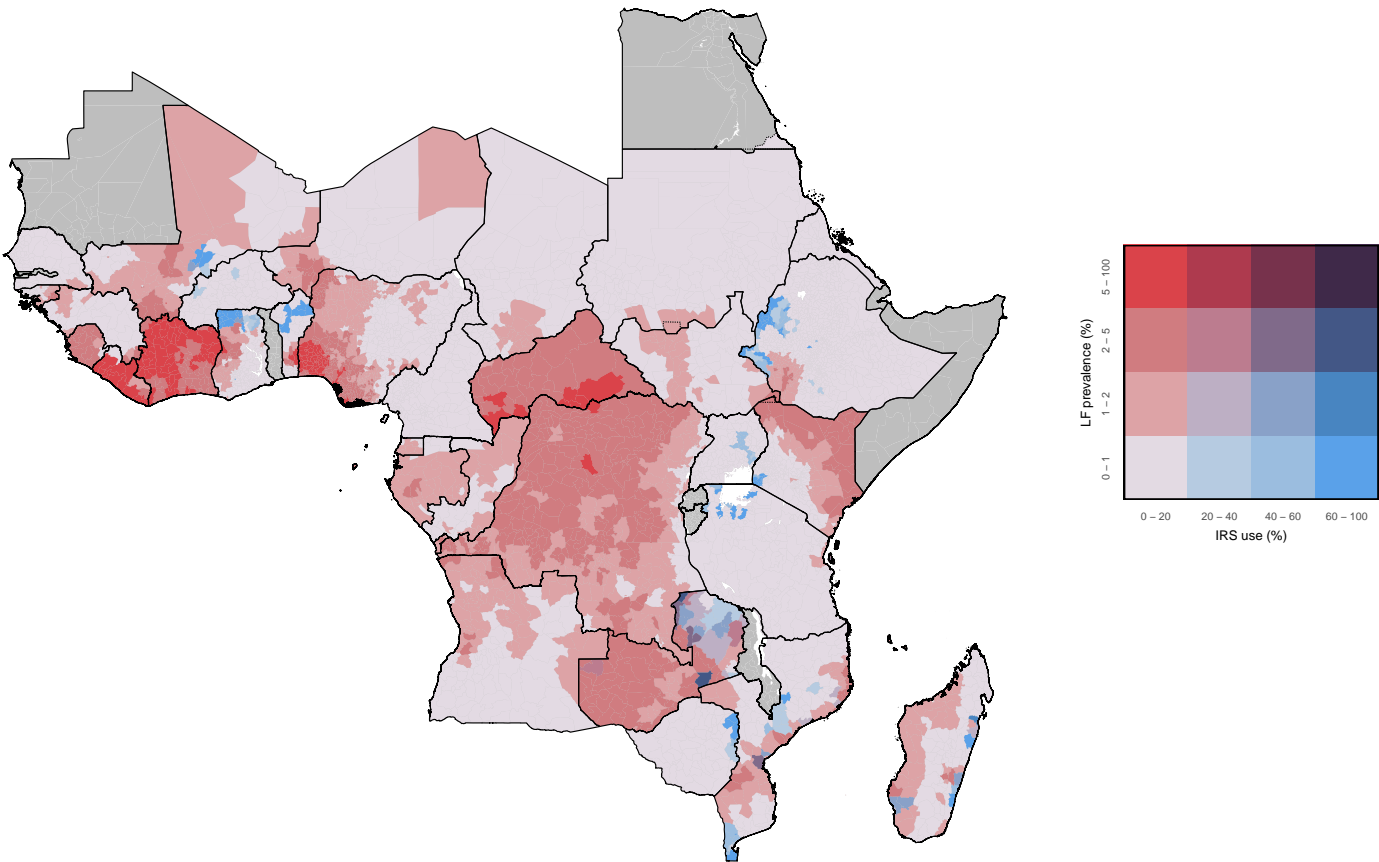 LF prevalence (%)
5 – 100
2 – 5
1 – 2
0 – 1
0 – 20
20 – 40
40 – 60
60 – 100
IRS use (%)